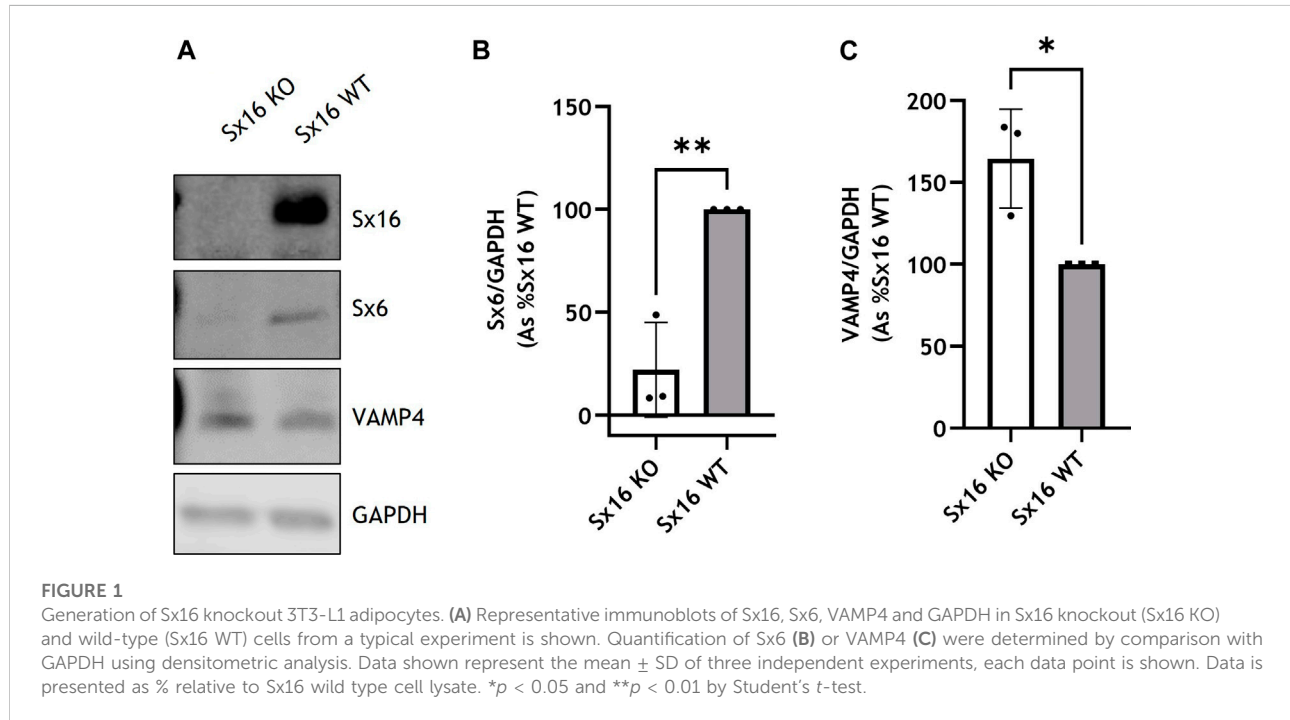 A
Sx16 KO
Sx16 WT
Sx16
Sx6
VAMP4
GAPDH
B
Sx6/GAPDH
(As %Sx16 WT)
150
100
50
0
**
Sx16 KO
Sx16 WT
C
VAMP4/GAPDH
(As %Sx16 WT)
200
150
100
50
0
*
Sx16 KO
Sx16 WT
FIGURE 1
Generation of Sx16 knockout 3T3-L1 adipocytes. (A) Representative immunoblots of Sx16, Sx6, VAMP4 and GAPDH in Sx16 knockout (Sx16 KO)
and wild-type (Sx16 WT) cells from a typical experiment is shown. Quantification of Sx6 (B) or VAMP4 (C) were determined by comparison with
GAPDH using densitometric analysis. Data shown represent the mean ± SD of three independent experiments, each data point is shown. Data is
presented as % relative to Sx16 wild type cell lysate. *p < 0.05 and **p < 0.01 by Student's t-test.